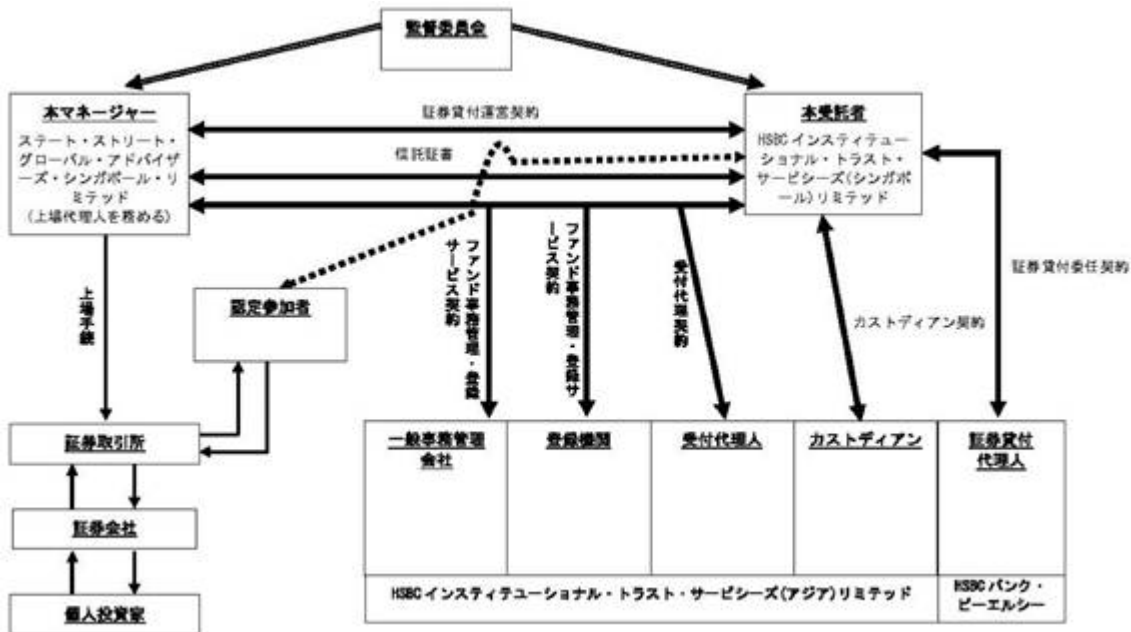 監督委員会
本マネージャー
ステート・ストリート・
グローバル・アドバイザ
ーズ・シンガポール・リ
ミテッド
(上場代理人を務める)
証券貸付運営契約
信託証書
本受託者
HSBC インスティテュー
ショナル・トラスト・
サービシーズ(シンガポ
ール)リミテッド
上場手続
認定参加者
ファンド事務管理・登録
サービス契約
ファンド事務管理・登録サ
ービス契約
受付代理契約
カストディアン契約
証券貸付委任契約
証券取引所
証券会社
個人投資家
一般事務管理
会社
登録機関
受付代理人
カストディアン
証券貸付
代理人
HSBC インスティテューショナル・トラスト・サービシーズ(アジア)リミテッド
HSBC バンク・
ピーエルシー